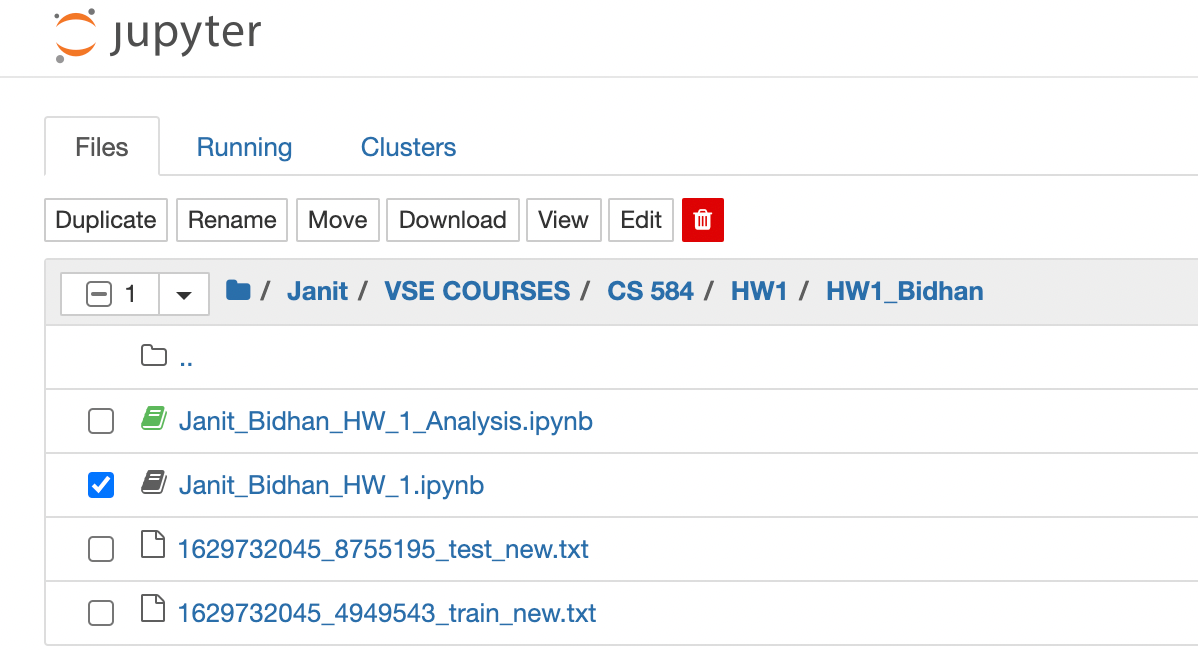 jupyter
Files Running Clusters
Duplicate Rename Move Download View Edit
1 / Janit / VSE COURSES / CS 584 / HW1 / HW1_Bidhan
..
Janit_Bidhan_HW_1_Analysis.ipynb
Janit_Bidhan_HW_1.ipynb
1629732045_8755195_test_new.txt
1629732045_4949543_train_new.txt